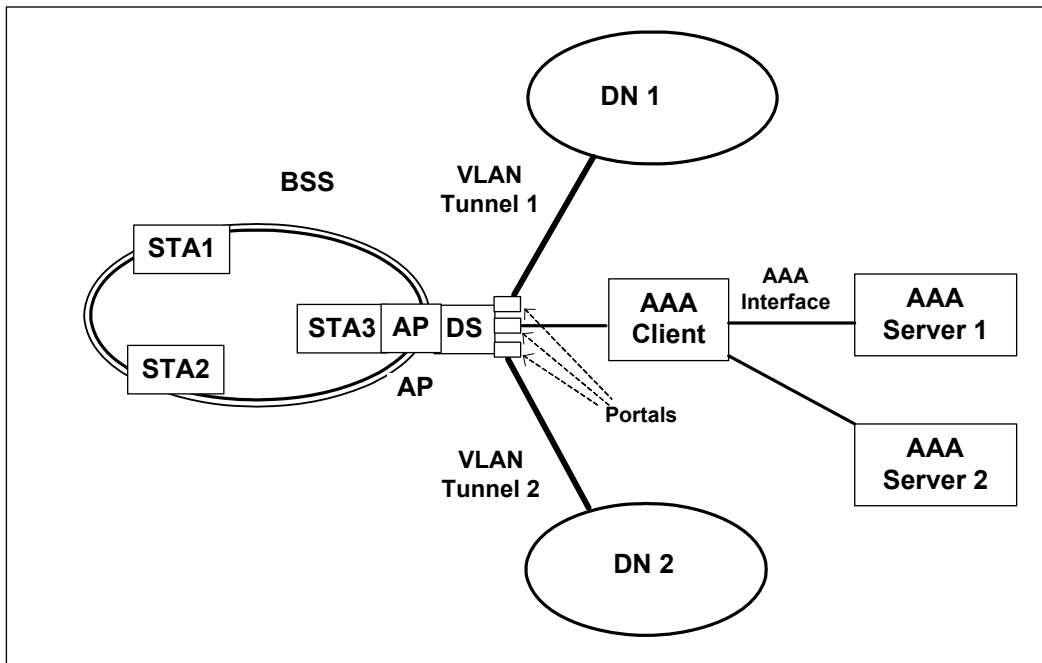 DN 1
VLAN
Tunnel 1
BSS
STA1
AAA
Interface
AAA
Client
AAA
Server 1
STA3
AP
DS
STA2
AP
Portals
AAA
Server 2
VLAN
Tunnel 2
DN 2